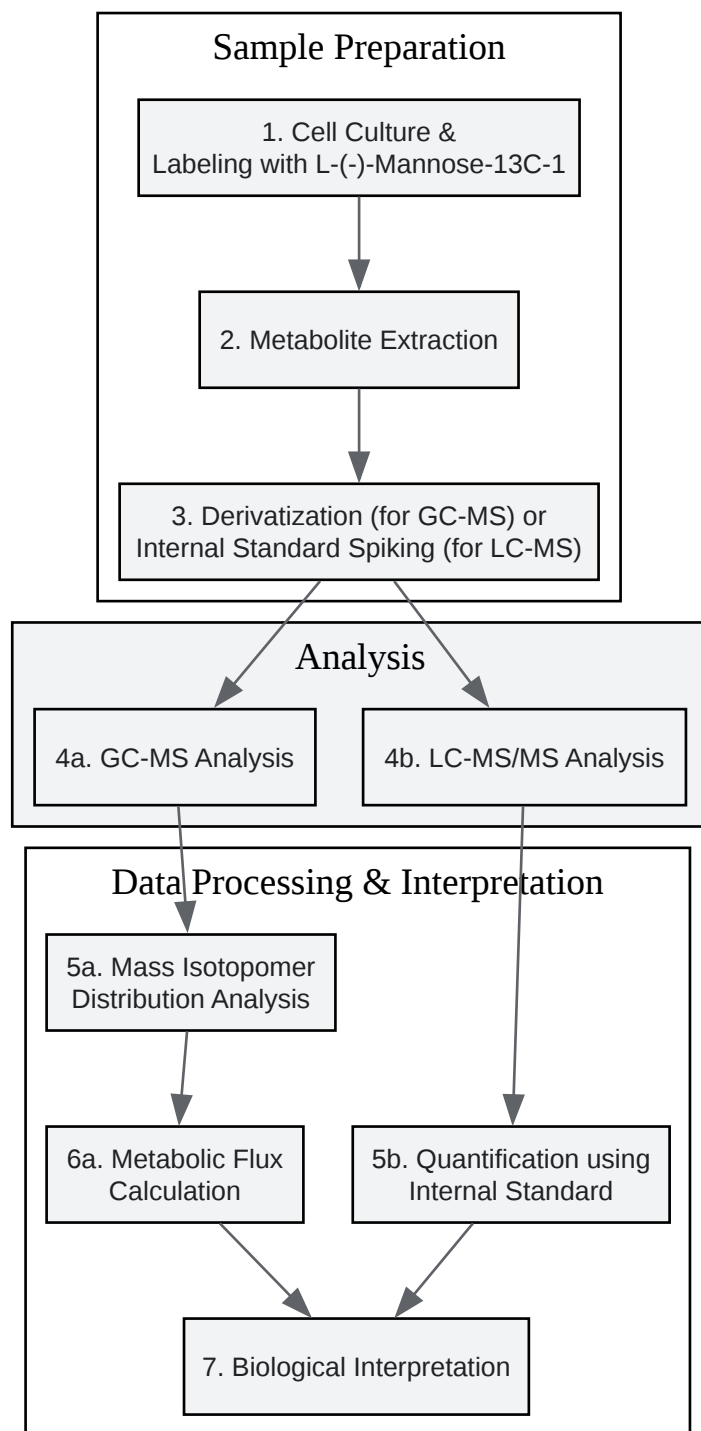 Sample Preparation
1. Cell Culture &
Labeling with L-(-)-Mannose-13C-1
2. Metabolite Extraction
3. Derivatization (for GC-MS) or
Internal Standard Spiking (for LC-MS)
Analysis
4a. GC-MS Analysis
4b. LC-MS/MS Analysis
Data Processing & Interpretation
5a. Mass Isotopomer
Distribution Analysis
6a. Metabolic Flux
Calculation
5b. Quantification using
Internal Standard
7. Biological Interpretation